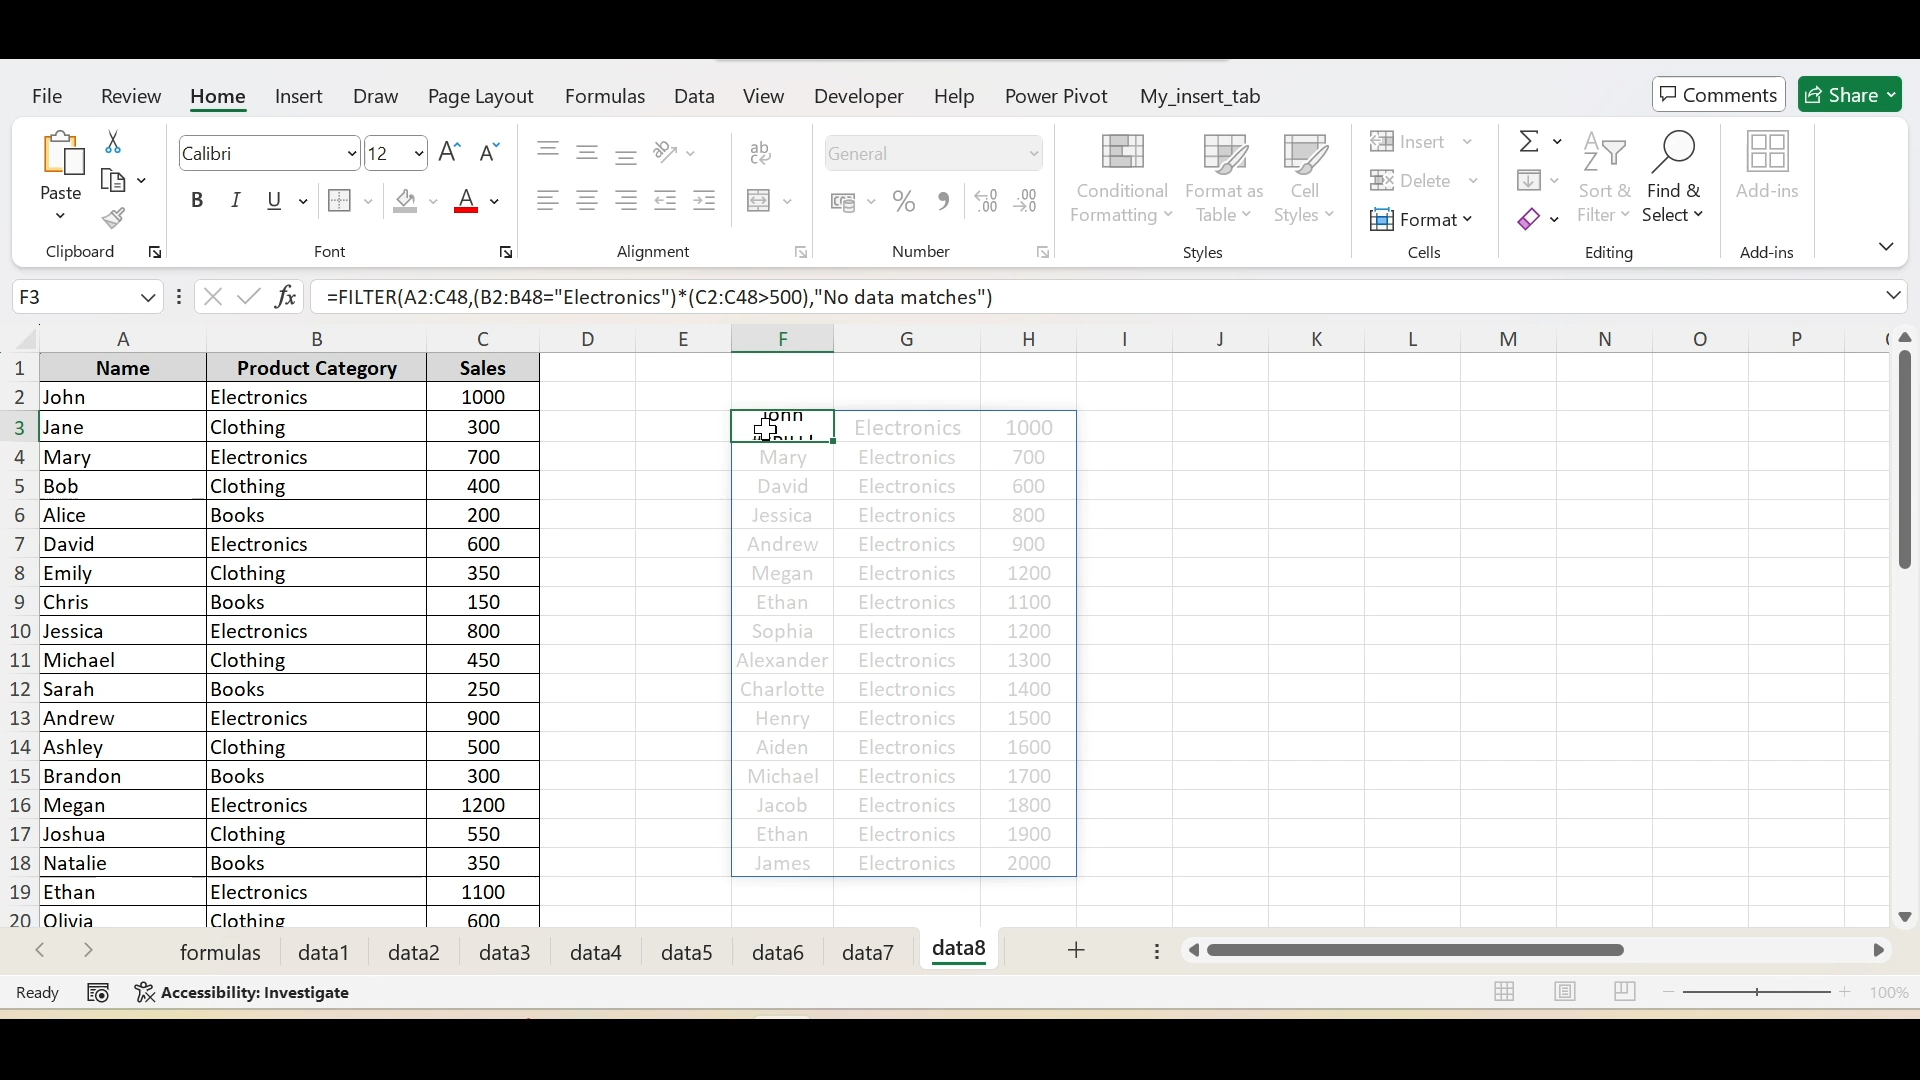 File Review Home Insert Draw Page Layout Formulas Data View Developer Help Power Pivot My_insert_tab Comments Share
Paste
Calibri 12
B I U A
ab
General
%
Conditional Formatting
Format as Table
Cell Styles
Insert
Delete
Format
Sort & Filter
Find & Select
Add-ins
Clipboard Font Alignment Number Styles Cells Editing Add-ins
F3 fx =FILTER(A2:C48,(B2:B48="Electronics")*(C2:C48>500),"No data matches")
A B C D E F G H I J K L M N O P
1 Name Product Category Sales
2 John Electronics 1000
3 Jane Clothing 300 John Electronics 1000
4 Mary Electronics 700 Mary Electronics 700
5 Bob Clothing 400 David Electronics 600
6 Alice Books 200 Jessica Electronics 800
7 David Electronics 600 Andrew Electronics 900
8 Emily Clothing 350 Megan Electronics 1200
9 Chris Books 150 Ethan Electronics 1100
10 Jessica Electronics 800 Sophia Electronics 1200
11 Michael Clothing 450 Alexander Electronics 1300
12 Sarah Books 250 Charlotte Electronics 1400
13 Andrew Electronics 900 Henry Electronics 1500
14 Ashley Clothing 500 Aiden Electronics 1600
15 Brandon Books 300 Michael Electronics 1700
16 Megan Electronics 1200 Jacob Electronics 1800
17 Joshua Clothing 550 Ethan Electronics 1900
18 Natalie Books 350 James Electronics 2000
19 Ethan Electronics 1100
20 Olivia Clothing 600
formulas data1 data2 data3 data4 data5 data6 data7 data8
Ready Accessibility: Investigate 100%